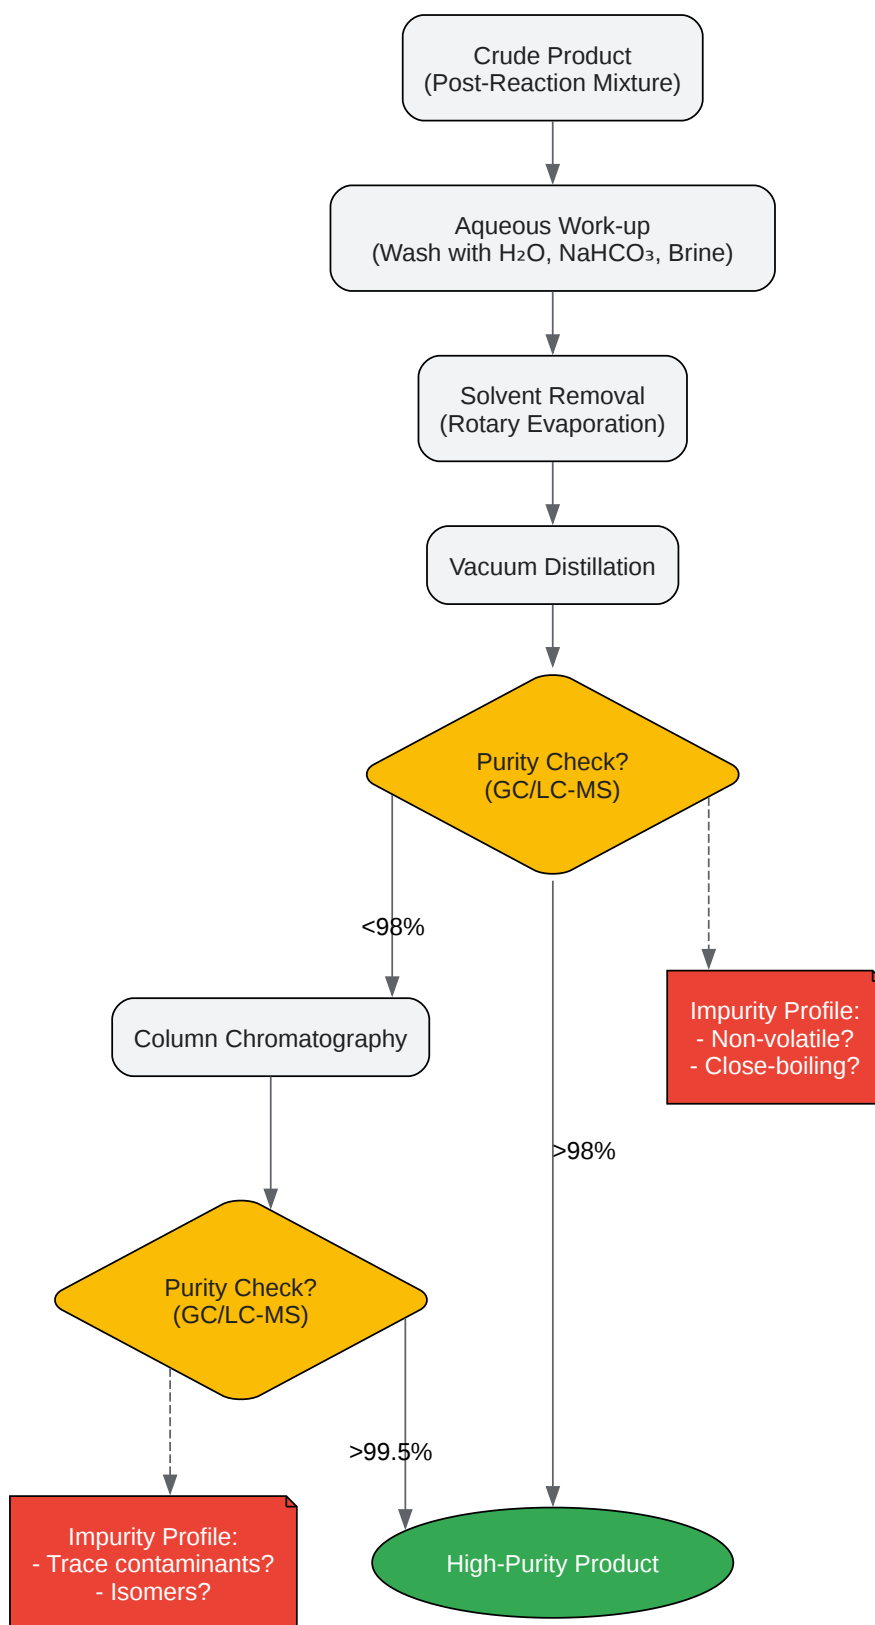 Crude Product
(Post-Reaction Mixture)
Aqueous Work-up
(Wash with H₂O, NaHCO₃, Brine)
Solvent Removal
(Rotary Evaporation)
Vacuum Distillation
Purity Check?
(GC/LC-MS)
<98%
Impurity Profile:
- Non-volatile?
- Close-boiling?
Column Chromatography
>98%
Purity Check?
(GC/LC-MS)
>99.5%
Impurity Profile:
- Trace contaminants?
- Isomers?
High-Purity Product